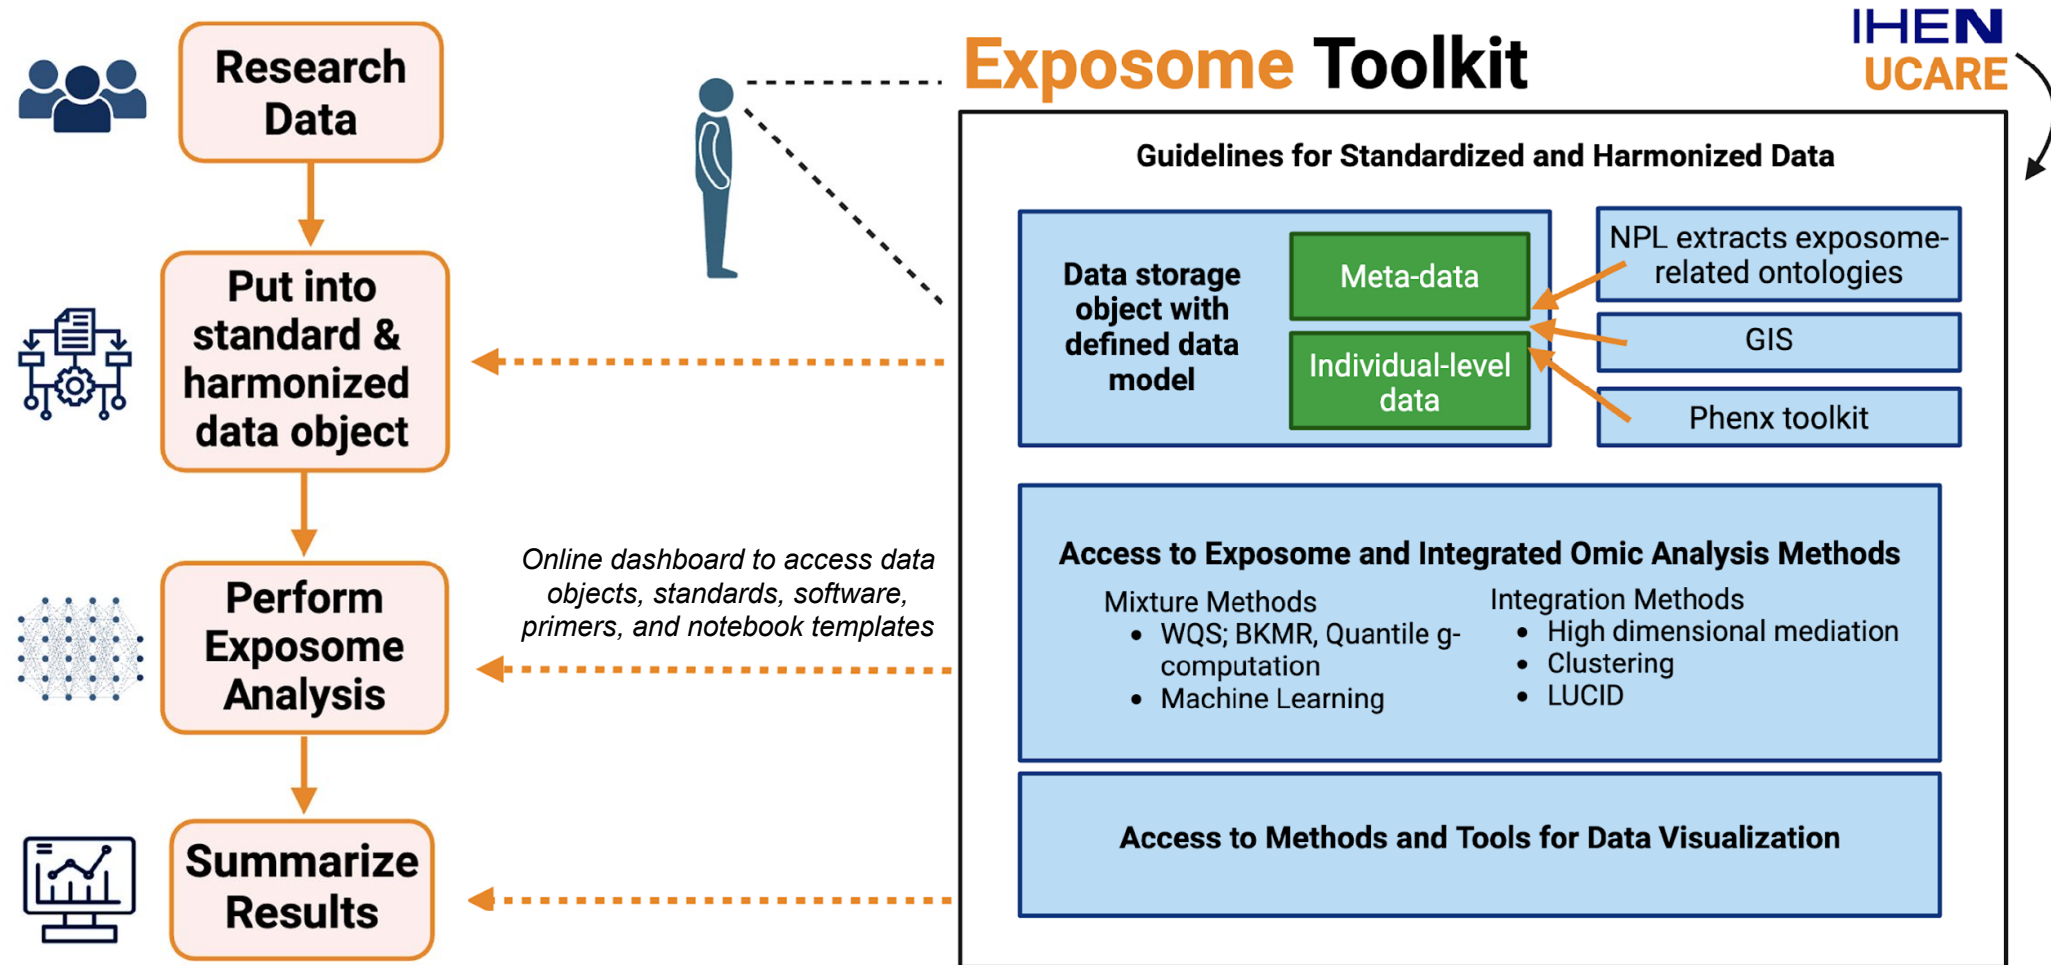 Research
Data
Put into
standard &
harmonized
data object
Perform
Exposome
Analysis
Summarize
Results
Online dashboard to access data
objects, standards, software,
primers, and notebook templates
Exposome Toolkit
IHEN
UCARE
Guidelines for Standardized and Harmonized Data
Data storage
object with
defined data
model
Meta-data
Individual-level
data
NPL extracts exposome-
related ontologies
GIS
Phenx toolkit
Access to Exposome and Integrated Omic Analysis Methods
Mixture Methods
• WQS; BKMR, Quantile g-
computation
• Machine Learning
Integration Methods
• High dimensional mediation
• Clustering
• LUCID
Access to Methods and Tools for Data Visualization